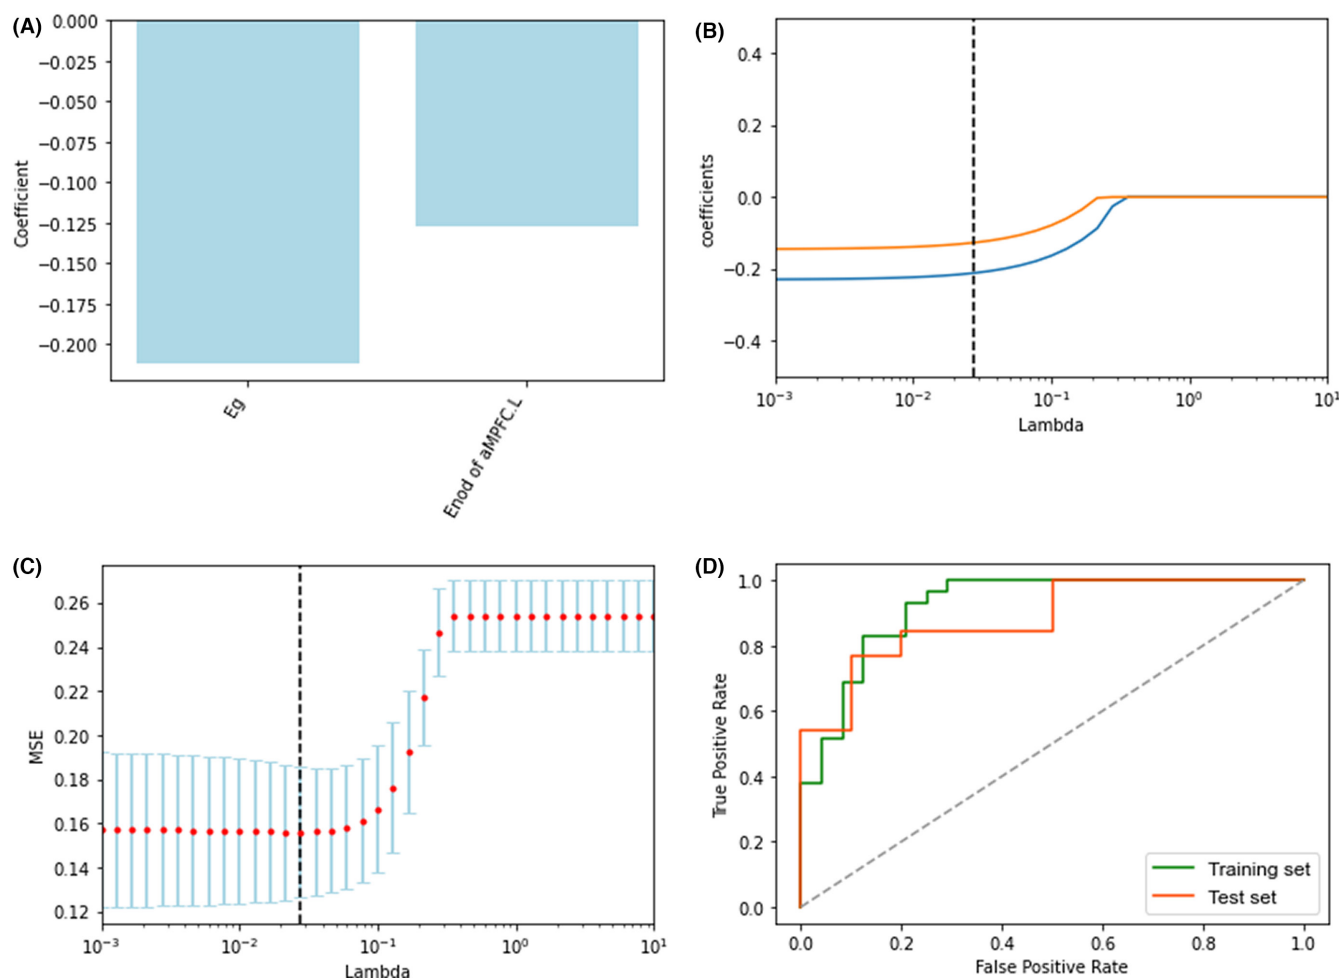 (A)
0.000
−0.025
−0.050
−0.075
−0.100
−0.125
−0.150
−0.175
−0.200
Coefficient
Eg
Enod of aMPFC.L
(B)
0.4
0.2
0.0
−0.2
−0.4
coefficients
10⁻³ 10⁻² 10⁻¹ 10⁰ 10¹
Lambda
(C)
0.26
0.24
0.22
0.20
0.18
0.16
0.14
0.12
MSE
10⁻³ 10⁻² 10⁻¹ 10⁰ 10¹
Lambda
(D)
1.0
0.8
0.6
0.4
0.2
0.0
True Positive Rate
Training set
Test set
0.0 0.2 0.4 0.6 0.8 1.0
False Positive Rate